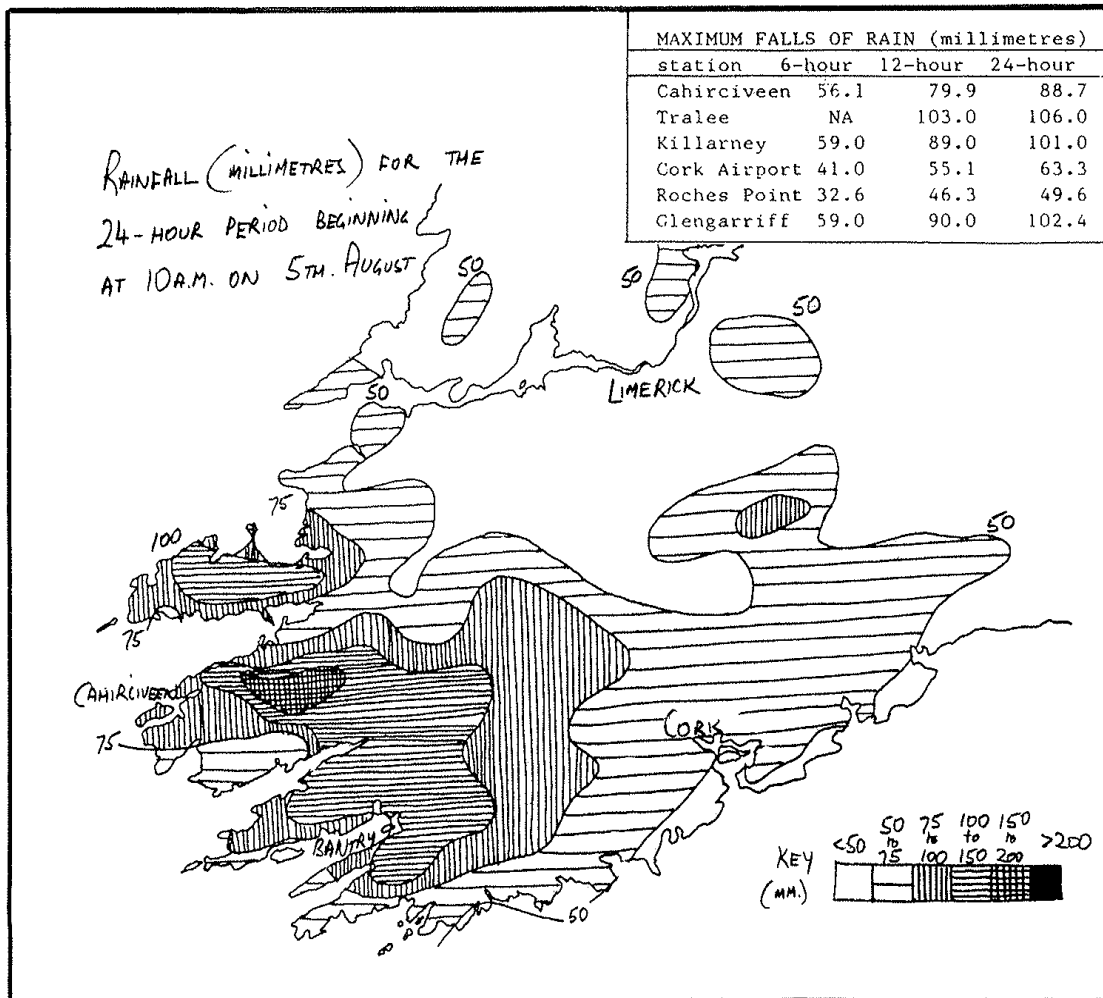 MAXIMUM FALLS OF RAIN (millimetres)
station 6-hour 12-hour 24-hour
Cahirciveen 56.1 79.9 88.7
Tralee NA 103.0 106.0
Killarney 59.0 89.0 101.0
Cork Airport 41.0 55.1 63.3
Roches Point 32.6 46.3 49.6
Glengarriff 59.0 90.0 102.4
RAINFALL (MILLIMETRES) FOR THE
24-HOUR PERIOD BEGINNING
AT 10A.M. ON 5TH. AUGUST
50
50
50
LIMERICK
50
75
100
50
75
CAHIRCIVEEN
75
CORK
BANTRY
50
KEY
(MM.)
<50
50 to 75
75 to 100
100 to 150
150 to 200
>200